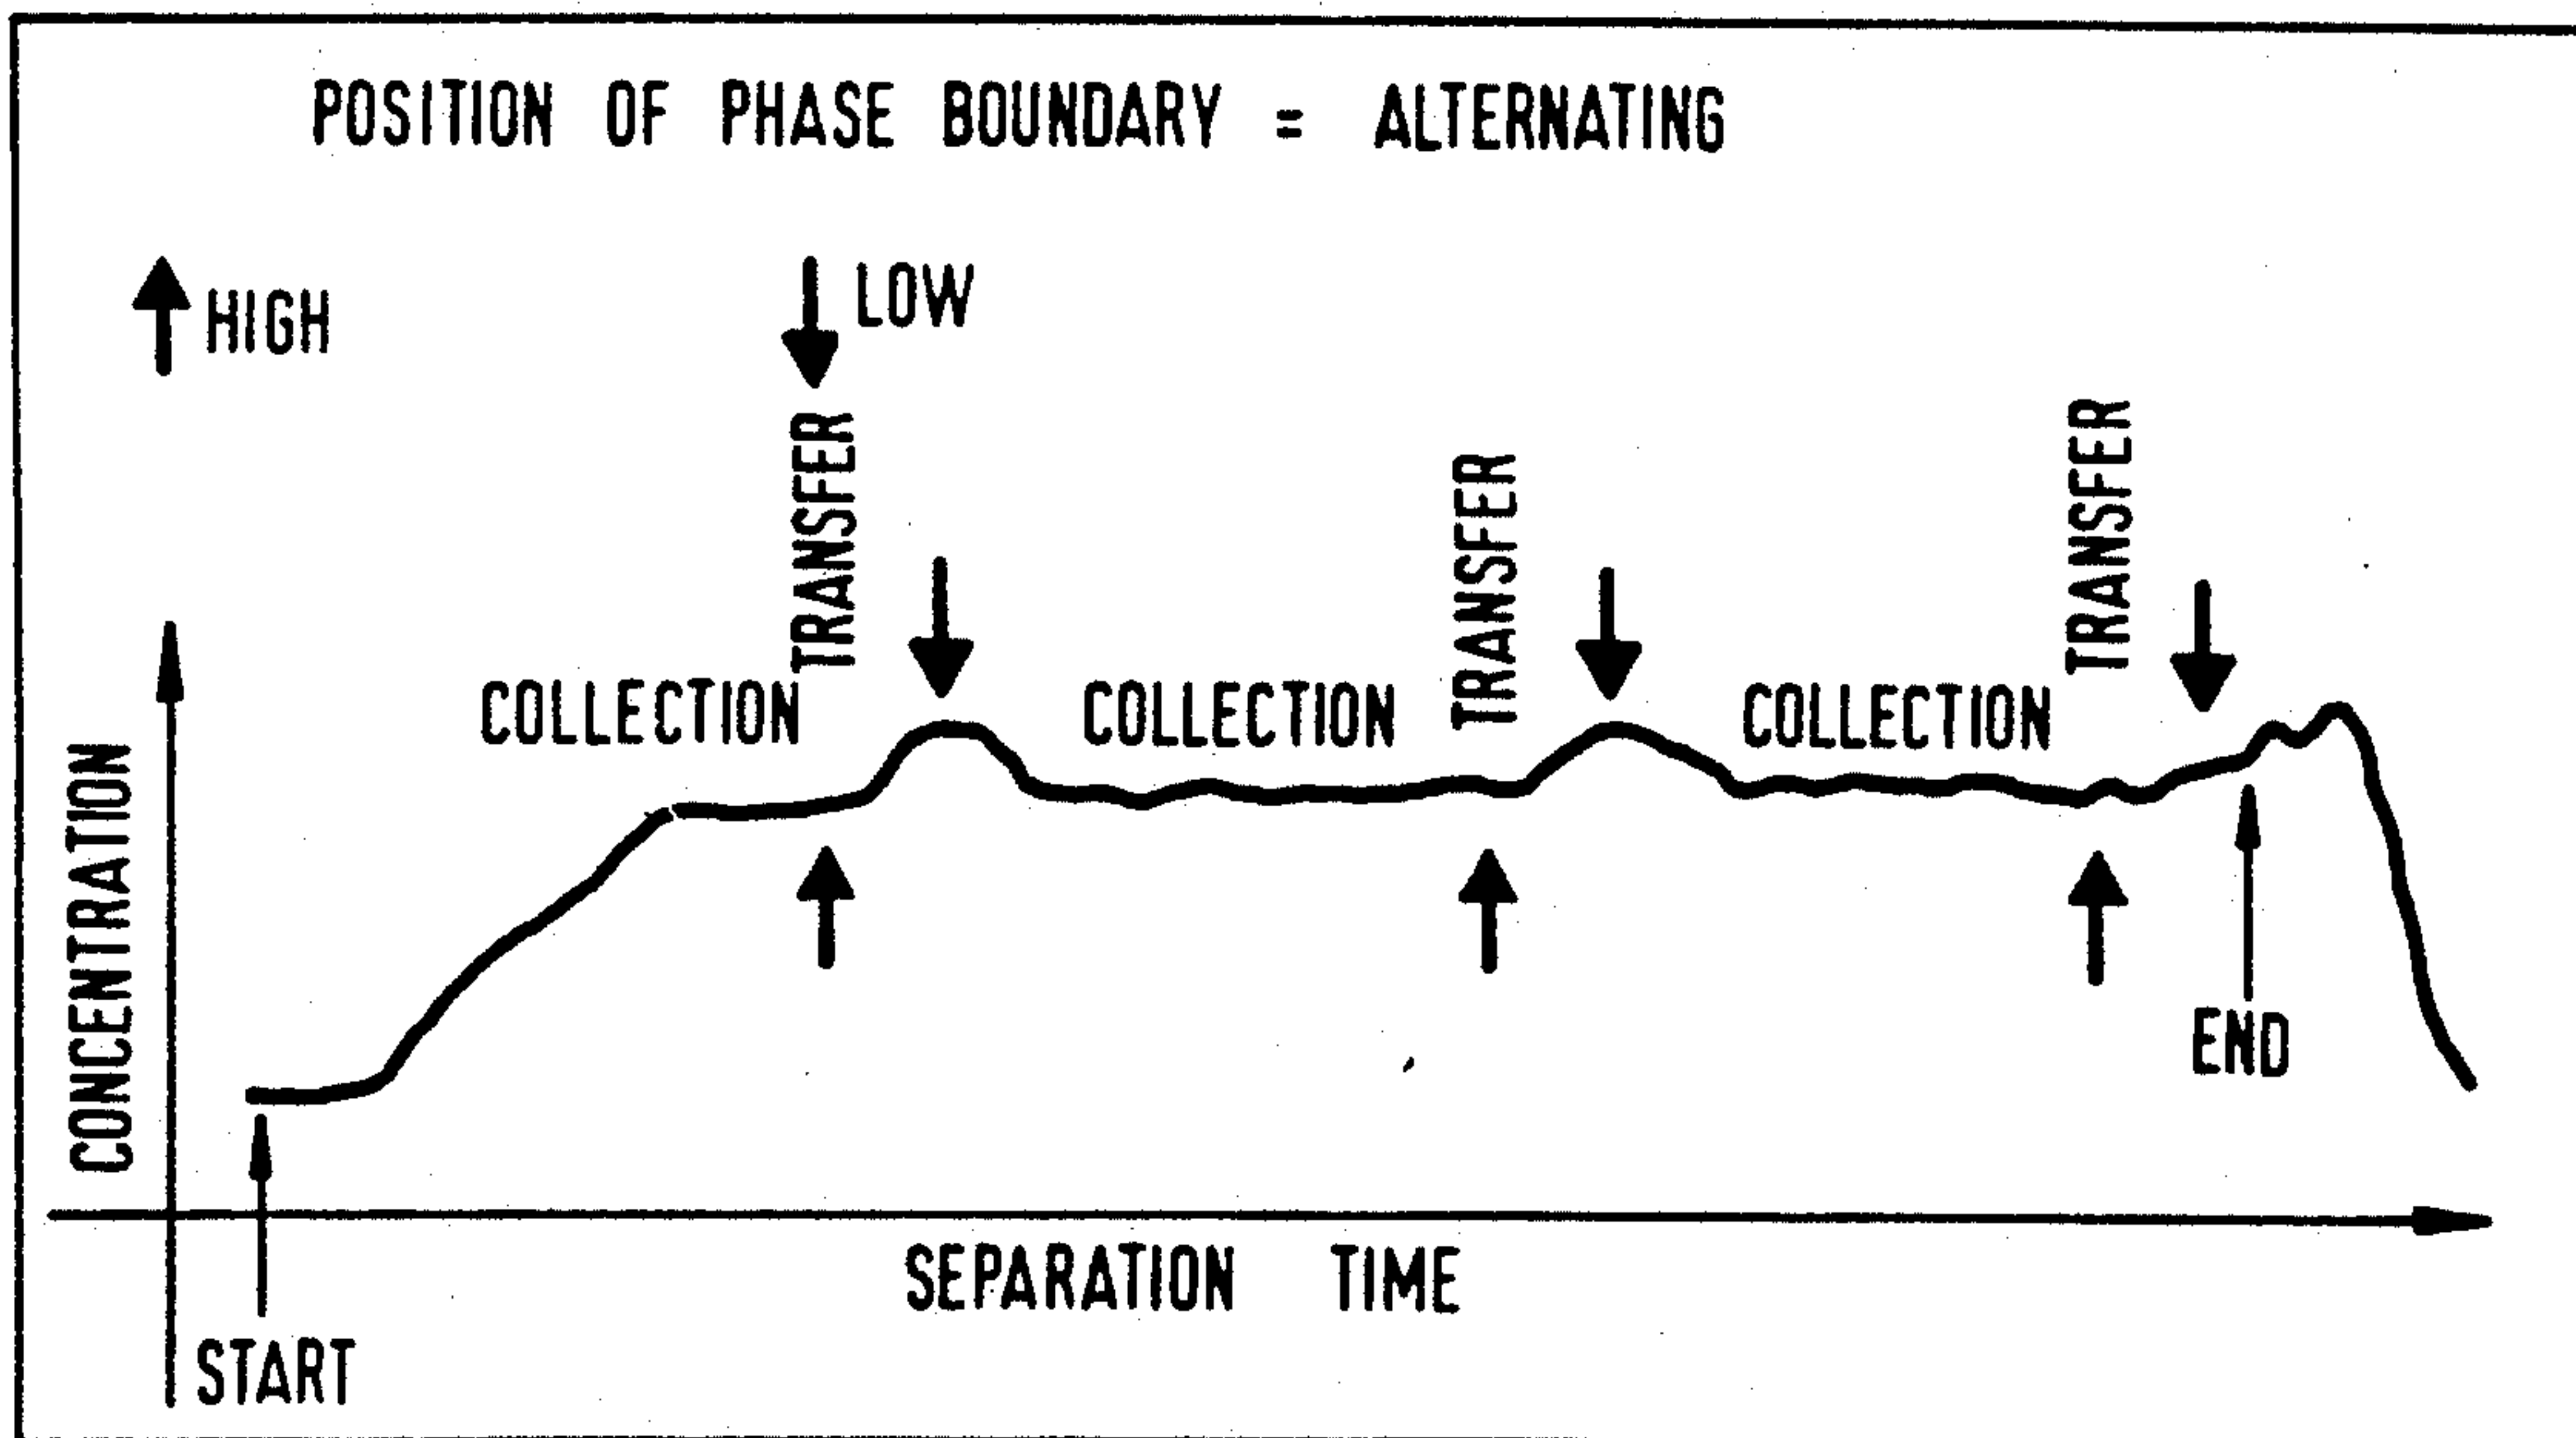 POSITION OF PHASE BOUNDARY = ALTERNATING
HIGH
LOW
TRANSFER
TRANSFER
TRANSFER
COLLECTION
COLLECTION
COLLECTION
CONCENTRATION
END
SEPARATION TIME
START